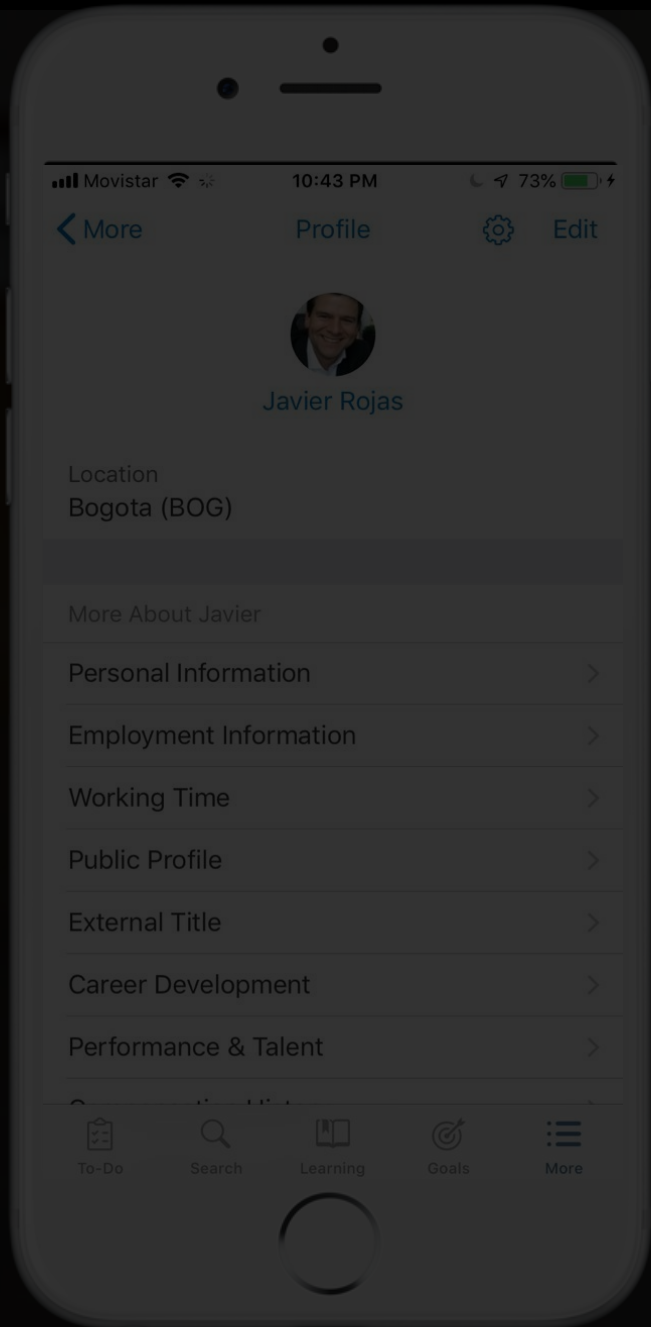 Movistar 10:43 PM 73%
More Profile Edit
Javier Rojas
Location
Bogota (BOG)
More About Javier
Personal Information
Employment Information
Working Time
Public Profile
External Title
Career Development
Performance & Talent
To-Do Search Learning Goals More